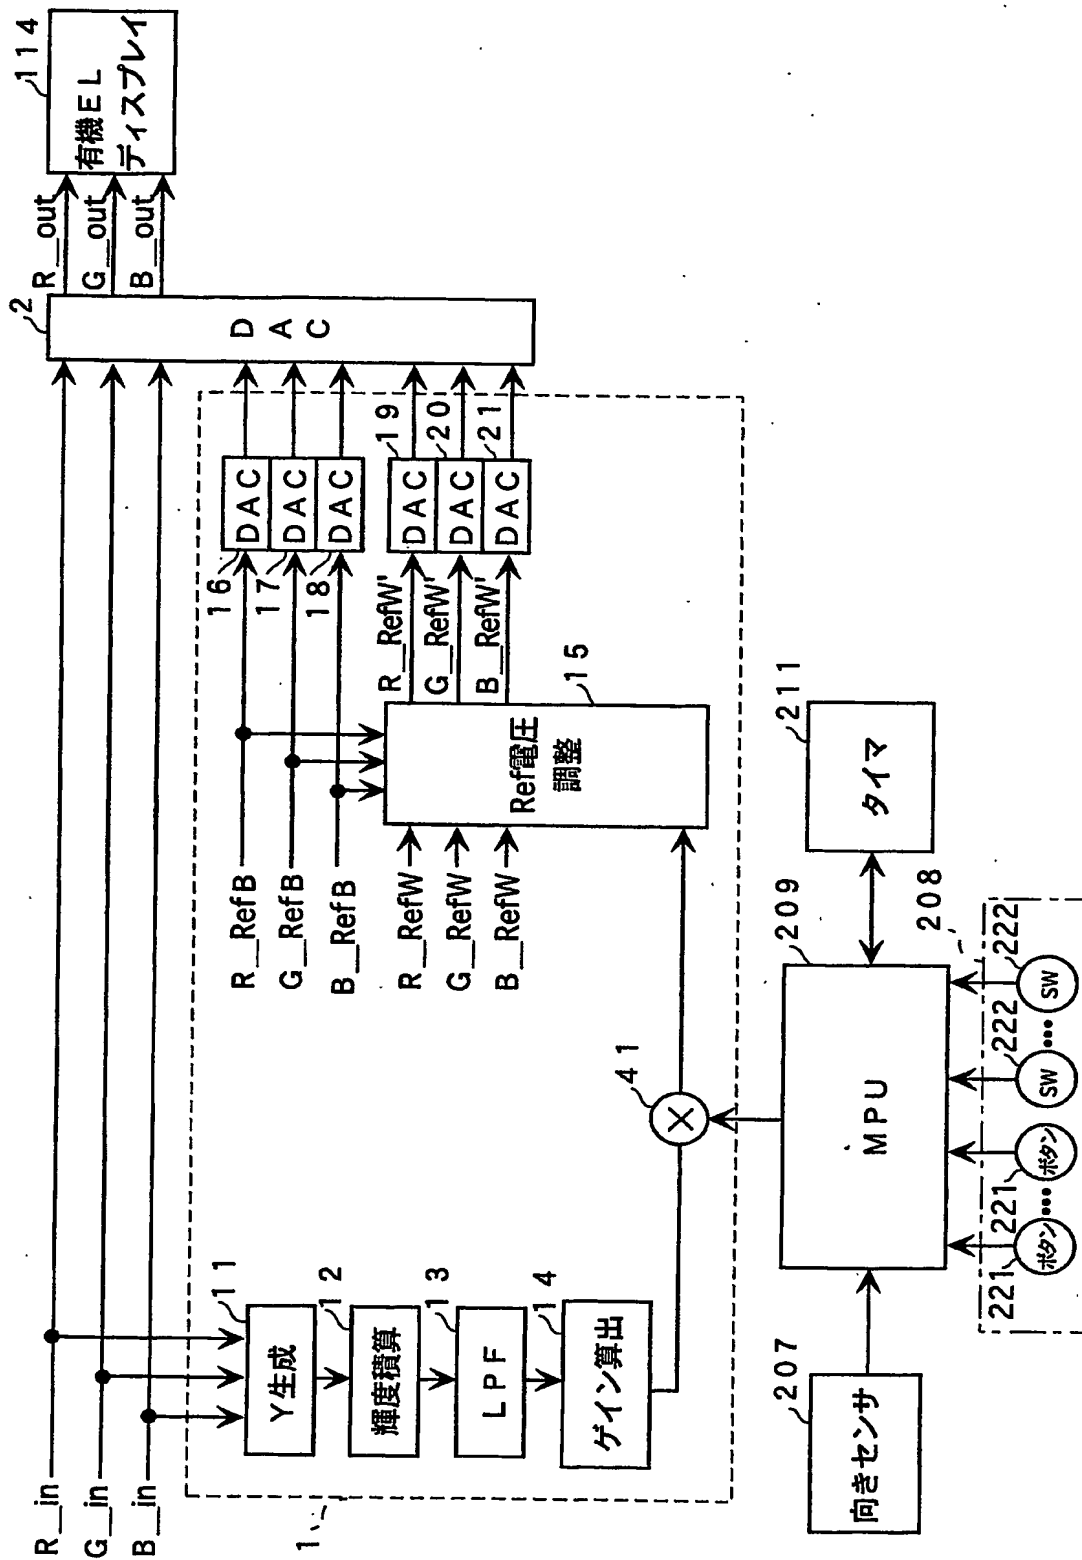 R_in
G_in
B_in
1
Y生成
11
輝度積算
12
LPF
13
ゲイン算出
14
41
R_RefB
G_RefB
B_RefB
R_RefW
G_RefW
B_RefW
Ref電圧
調整
15
R_RefW'
G_RefW'
B_RefW'
16
17
18
DAC
DAC
DAC
19
20
21
DAC
DAC
DAC
2
DAC
R_out
G_out
B_out
114
有機EL
ディスプレイ
向きセンサ
207
MPU
209
タイマ
211
208
221
ボタン
221
ボタン
222
SW
222
SW